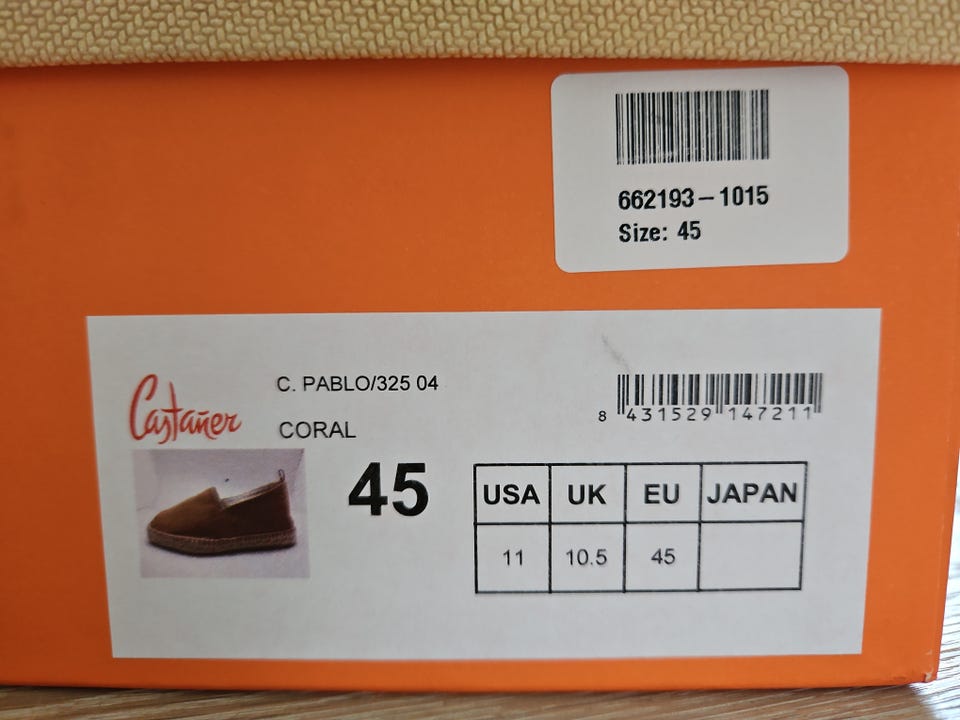 662193-1015
Size: 45
Castañer
C. PABLO/325 04
CORAL
8 431529 147211
45
USA UK EU JAPAN
11 10.5 45